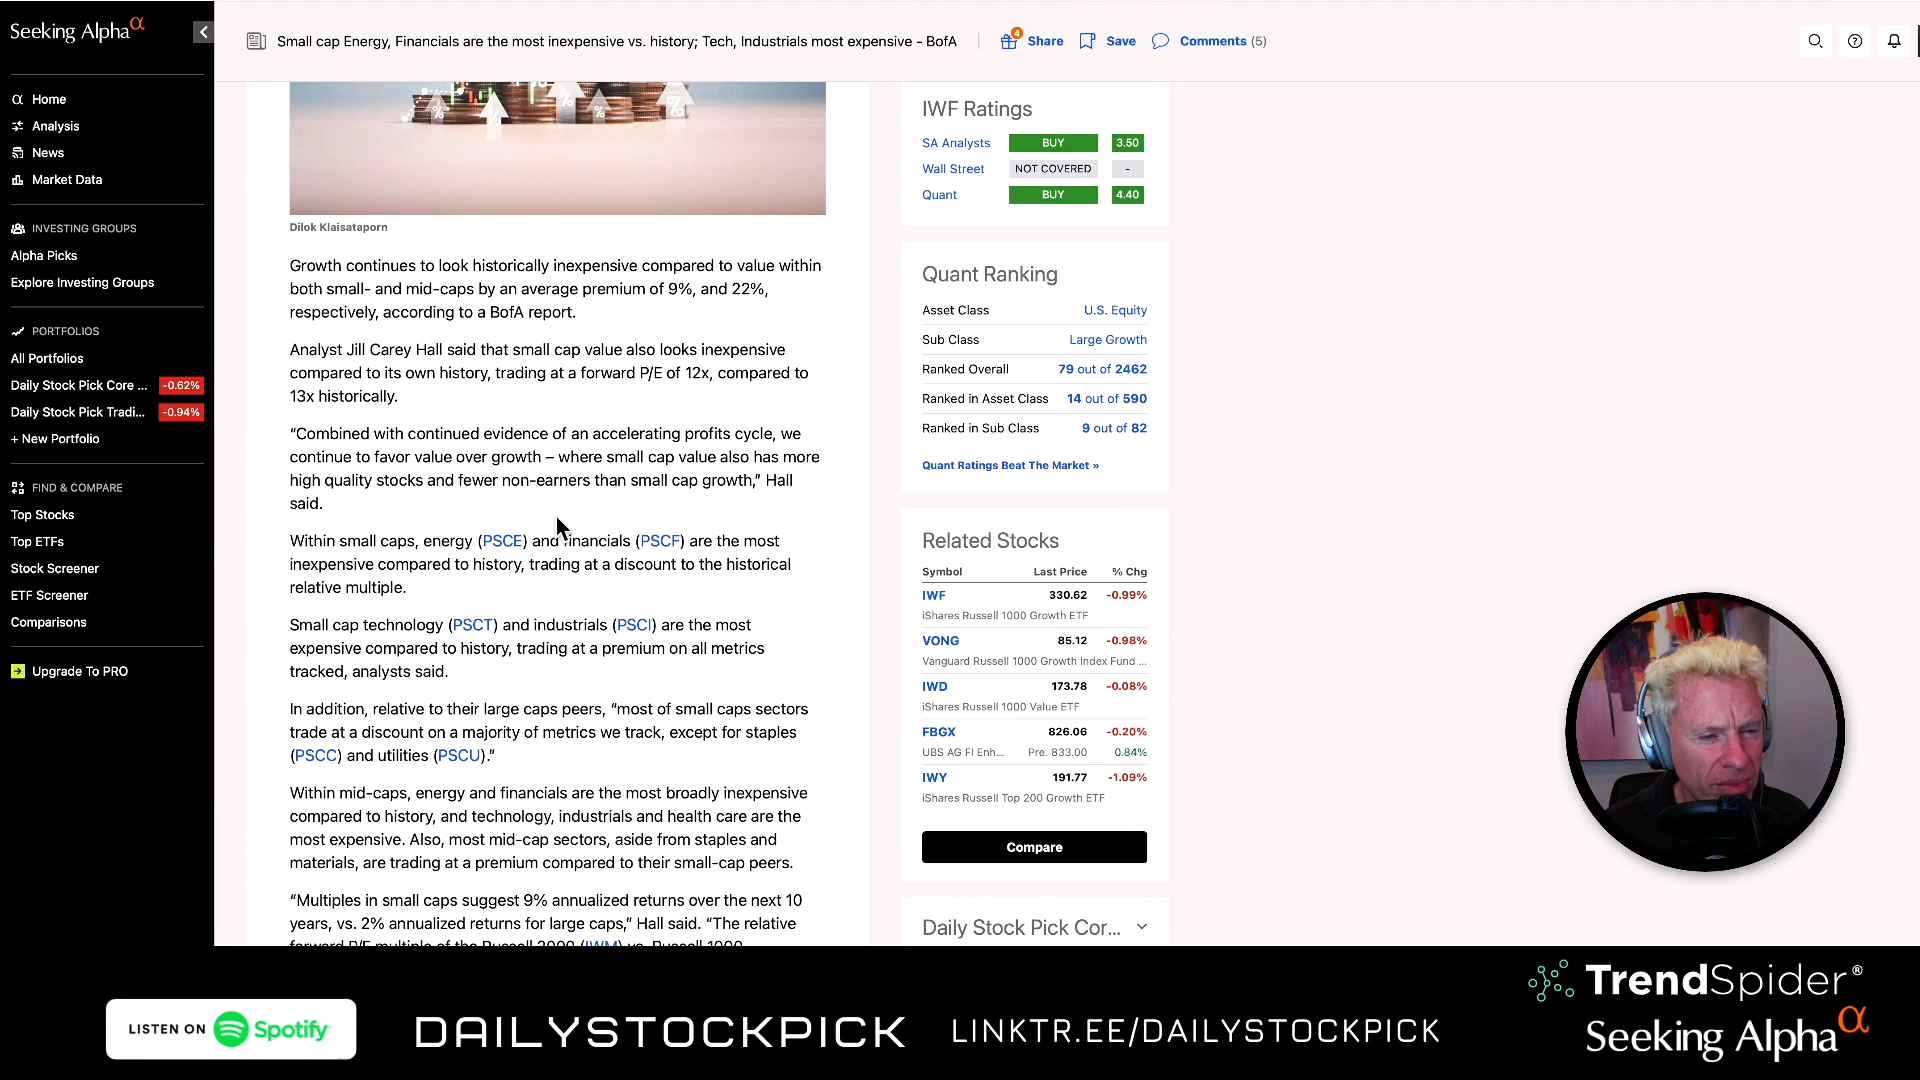 Seeking Alpha α
Home
Analysis
News
Market Data
INVESTING GROUPS
Alpha Picks
Explore Investing Groups
PORTFOLIOS
All Portfolios
Daily Stock Pick Core ... -0.62%
Daily Stock Pick Tradi... -0.94%
+ New Portfolio
FIND & COMPARE
Top Stocks
Top ETFs
Stock Screener
ETF Screener
Comparisons
Upgrade To PRO
Small cap Energy, Financials are the most inexpensive vs. history; Tech, Industrials most expensive - BofA
4
Share
Save
Comments (5)
% % % %
Dilok Klaisataporn
Growth continues to look historically inexpensive compared to value within
both small- and mid-caps by an average premium of 9%, and 22%,
respectively, according to a BofA report.
Analyst Jill Carey Hall said that small cap value also looks inexpensive
compared to its own history, trading at a forward P/E of 12x, compared to
13x historically.
“Combined with continued evidence of an accelerating profits cycle, we
continue to favor value over growth – where small cap value also has more
high quality stocks and fewer non-earners than small cap growth,” Hall
said.
Within small caps, energy (PSCE) and financials (PSCF) are the most
inexpensive compared to history, trading at a discount to the historical
relative multiple.
Small cap technology (PSCT) and industrials (PSCI) are the most
expensive compared to history, trading at a premium on all metrics
tracked, analysts said.
In addition, relative to their large caps peers, “most of small caps sectors
trade at a discount on a majority of metrics we track, except for staples
(PSCC) and utilities (PSCU).”
Within mid-caps, energy and financials are the most broadly inexpensive
compared to history, and technology, industrials and health care are the
most expensive. Also, most mid-cap sectors, aside from staples and
materials, are trading at a premium compared to their small-cap peers.
“Multiples in small caps suggest 9% annualized returns over the next 10
years, vs. 2% annualized returns for large caps,” Hall said. “The relative
forward P/E multiple of the Russell 2000 (IWM) vs. Russell 1000
IWF Ratings
SA Analysts BUY 3.50
Wall Street NOT COVERED -
Quant BUY 4.40
Quant Ranking
Asset Class U.S. Equity
Sub Class Large Growth
Ranked Overall 79 out of 2462
Ranked in Asset Class 14 out of 590
Ranked in Sub Class 9 out of 82
Quant Ratings Beat The Market »
Related Stocks
Symbol Last Price % Chg
IWF 330.62 -0.99%
iShares Russell 1000 Growth ETF
VONG 85.12 -0.98%
Vanguard Russell 1000 Growth Index Fund ...
IWD 173.78 -0.08%
iShares Russell 1000 Value ETF
FBGX 826.06 -0.20%
UBS AG FI Enh... Pre. 833.00 0.84%
IWY 191.77 -1.09%
iShares Russell Top 200 Growth ETF
Compare
Daily Stock Pick Cor...
LISTEN ON Spotify
DAILYSTOCKPICK
LINKTR.EE/DAILYSTOCKPICK
TrendSpider®
Seeking Alpha α